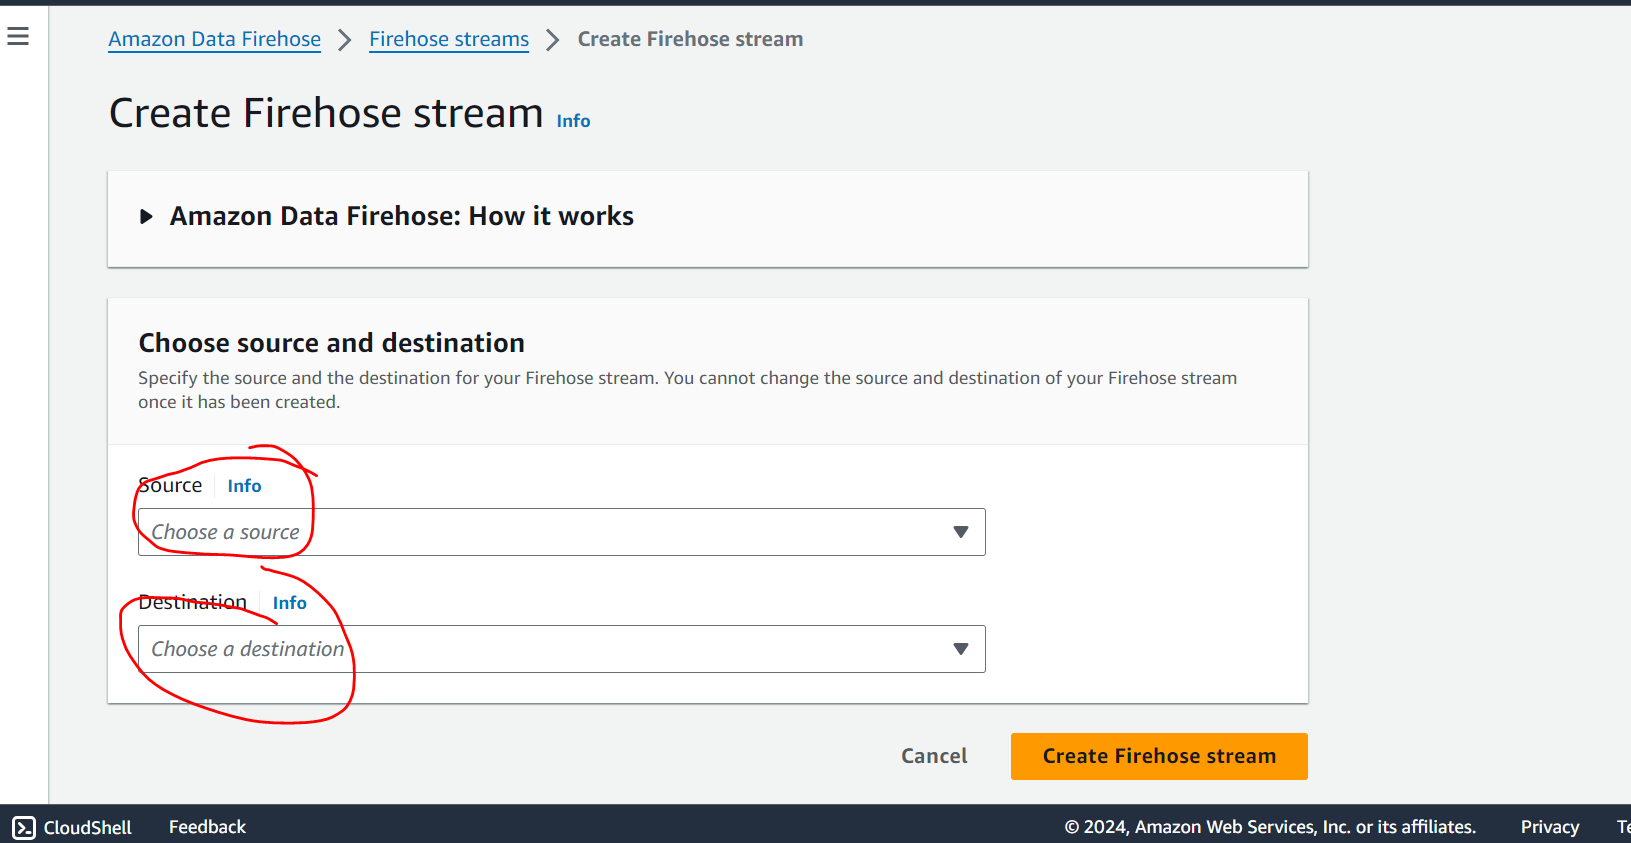 Amazon Data Firehose > Firehose streams > Create Firehose stream
Create Firehose stream Info
Amazon Data Firehose: How it works
Choose source and destination
Specify the source and the destination for your Firehose stream. You cannot change the source and destination of your Firehose stream
once it has been created.
Source Info
Choose a source
Destination Info
Choose a destination
Cancel Create Firehose stream
CloudShell Feedback © 2024, Amazon Web Services, Inc. or its affiliates. Privacy